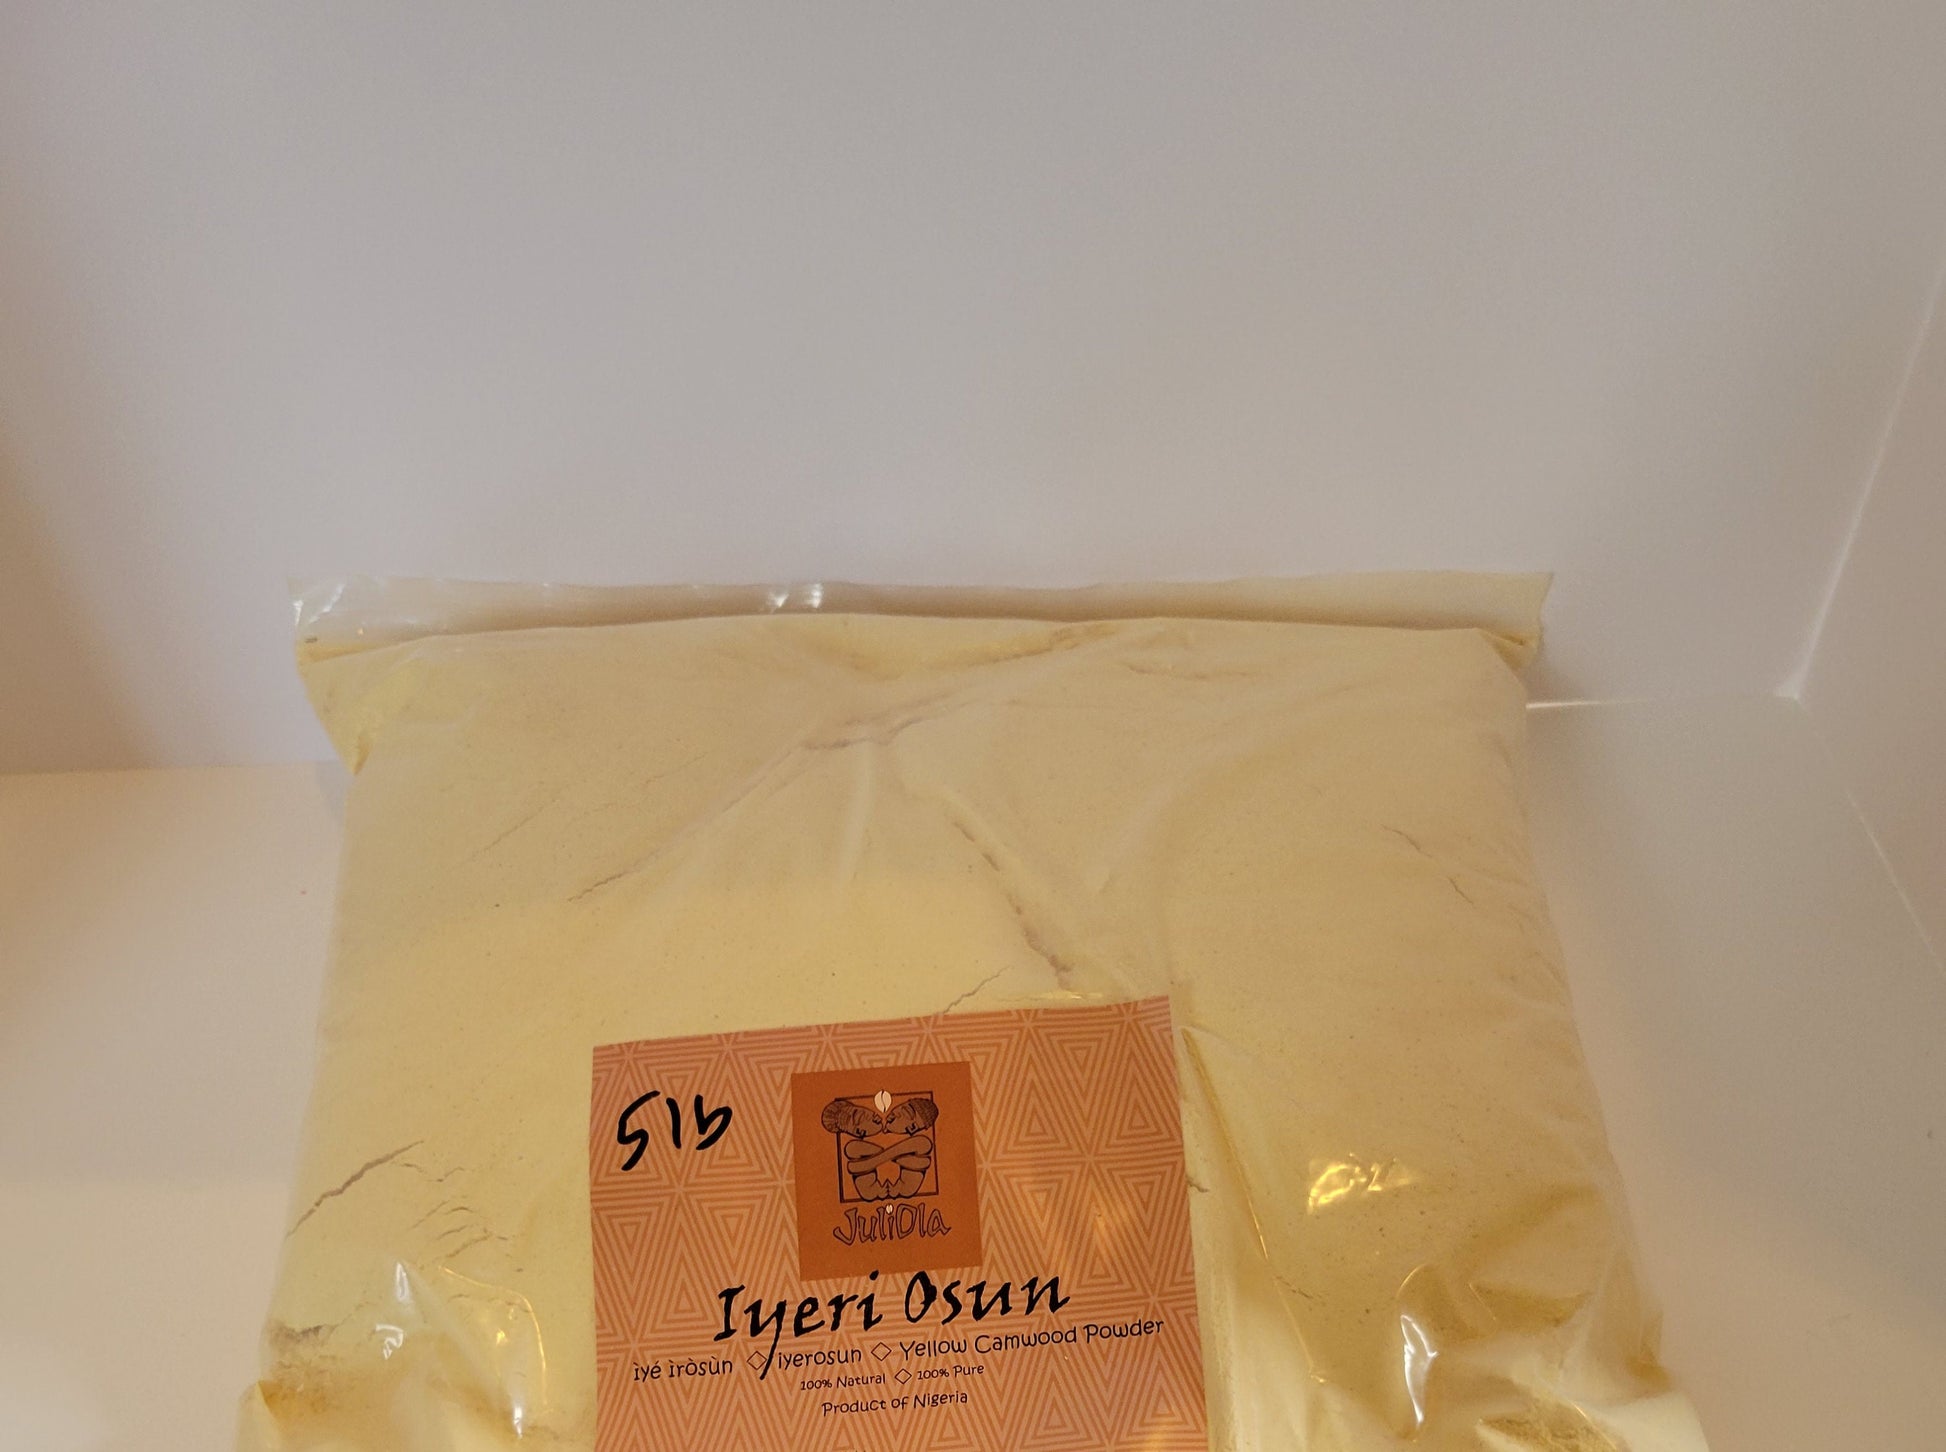 5lb
JuliOla
Iyeri Osun
ìyé ìròsùn ◇ iyerosun ◇ Yellow Camwood Powder
100% Natural ◇ 100% Pure
Product of Nigeria